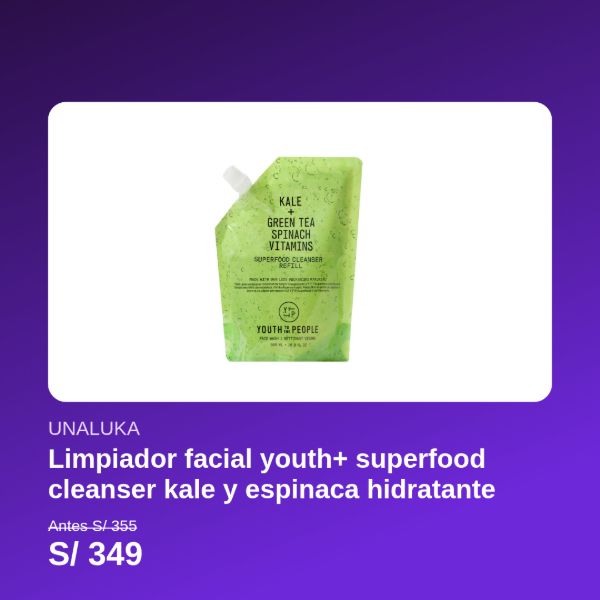 KALE
+
GREEN TEA
SPINACH
VITAMINS
SUPERFOOD CLEANSER
REFILL
YOUTH TO THE PEOPLE
UNALUKA
Limpiador facial youth+ superfood
cleanser kale y espinaca hidratante
Antes S/ 355
S/ 349